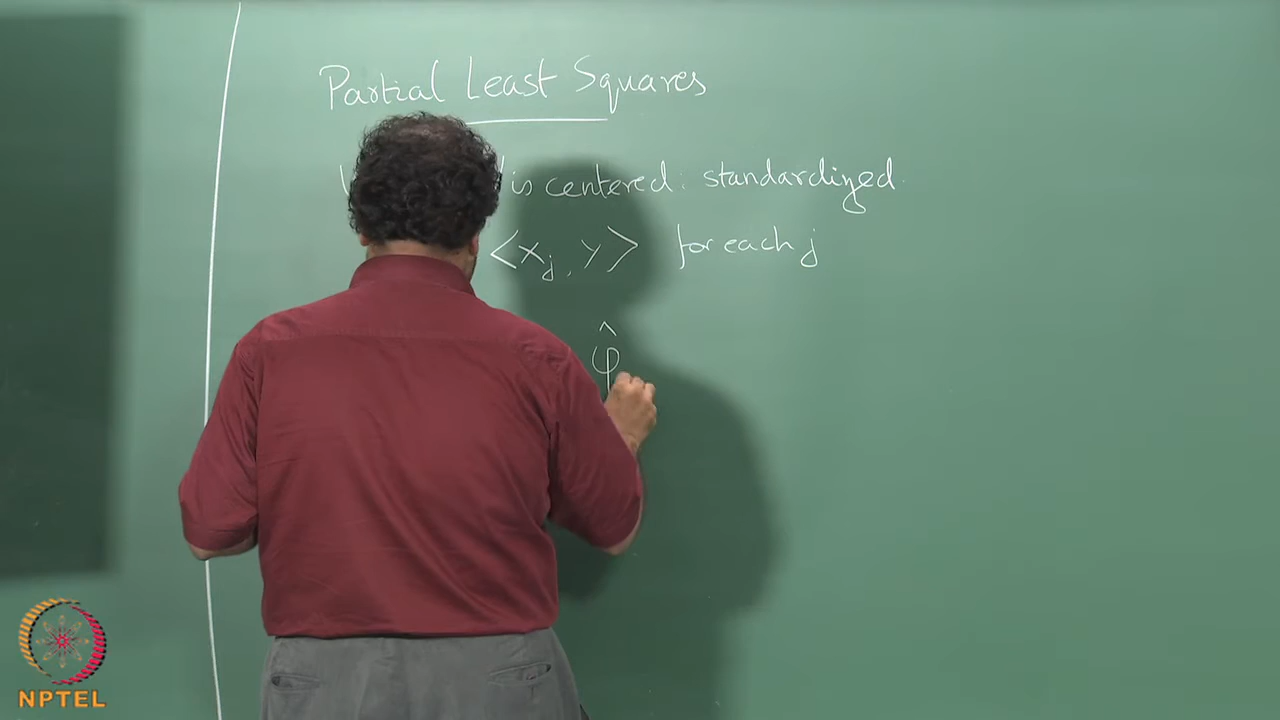 Partial Least Squares
is centered. standardized.
<xj, y> for each j
φ̂
NPTEL